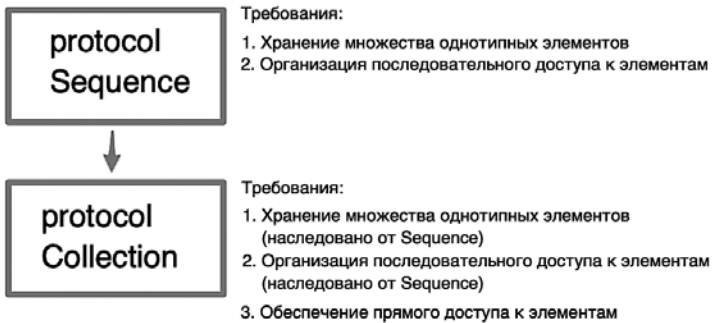 protocol
Sequence
Требования:
1. Хранение множества однотипных элементов
2. Организация последовательного доступа к элементам
protocol
Collection
Требования:
1. Хранение множества однотипных элементов
(наследовано от Sequence)
2. Организация последовательного доступа к элементам
(наследовано от Sequence)
3. Обеспечение прямого доступа к элементам